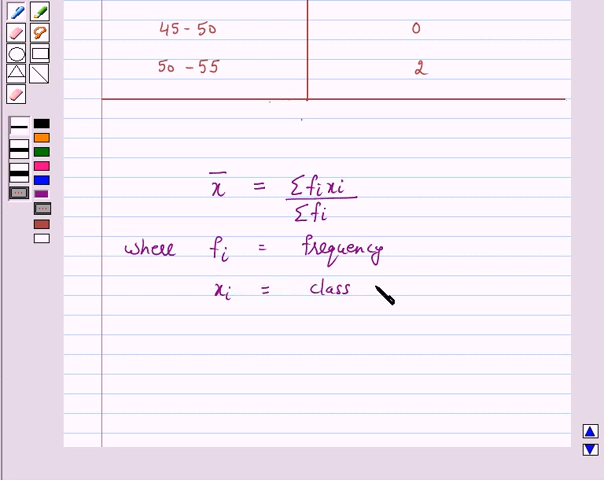 45 - 50 0
50 - 55 2
x̄ = Σfixi / Σfi
where fi = frequency
xi = class